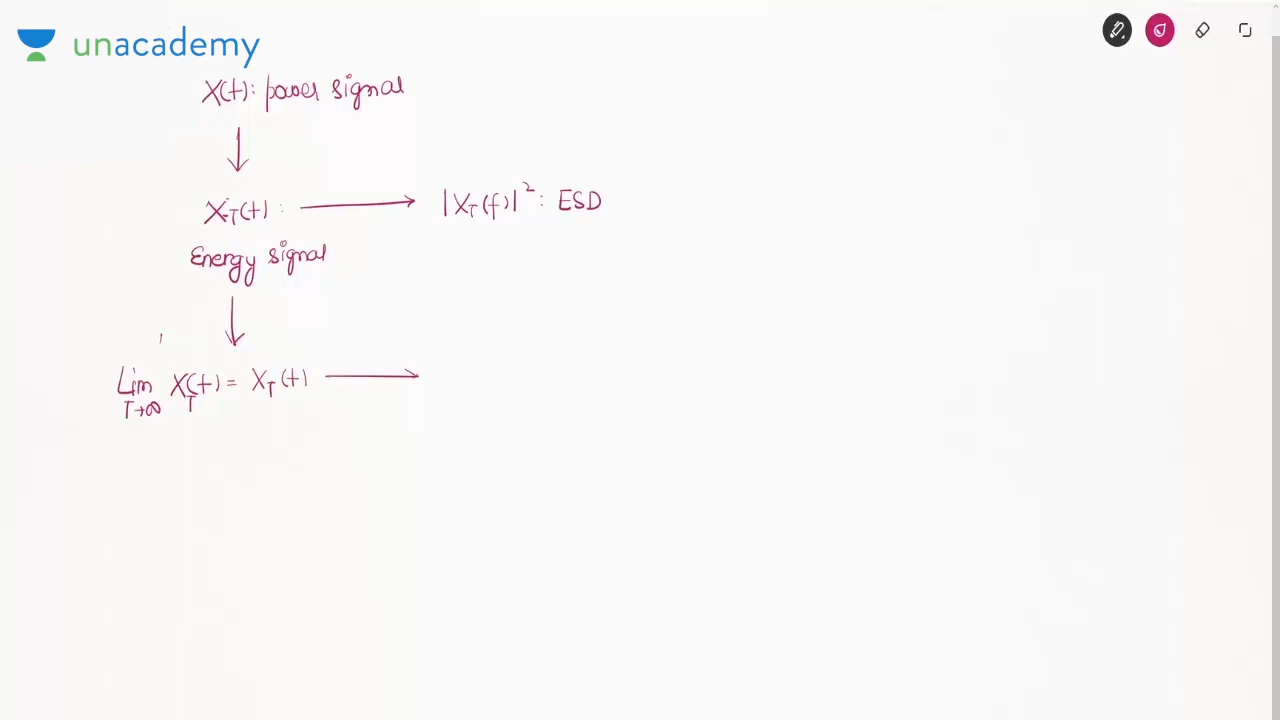 unacademy
X(t): power signal
X_T(t) : → |X_T(f)|²: ESD
Energy signal
Lim T→∞ X_T(t) = X_T(t) →